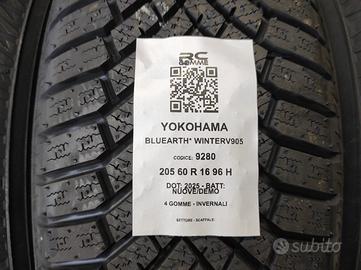 RC
GOMME
YOKOHAMA
BLUEARTH* WINTERV905
CODICE: 9280
205 60 R 16 96 H
DOT: 2025 - BATT:
NUOVE/DEMO
4 GOMME - INVERNALI
SETTORE: - SCAFFALE:
subito